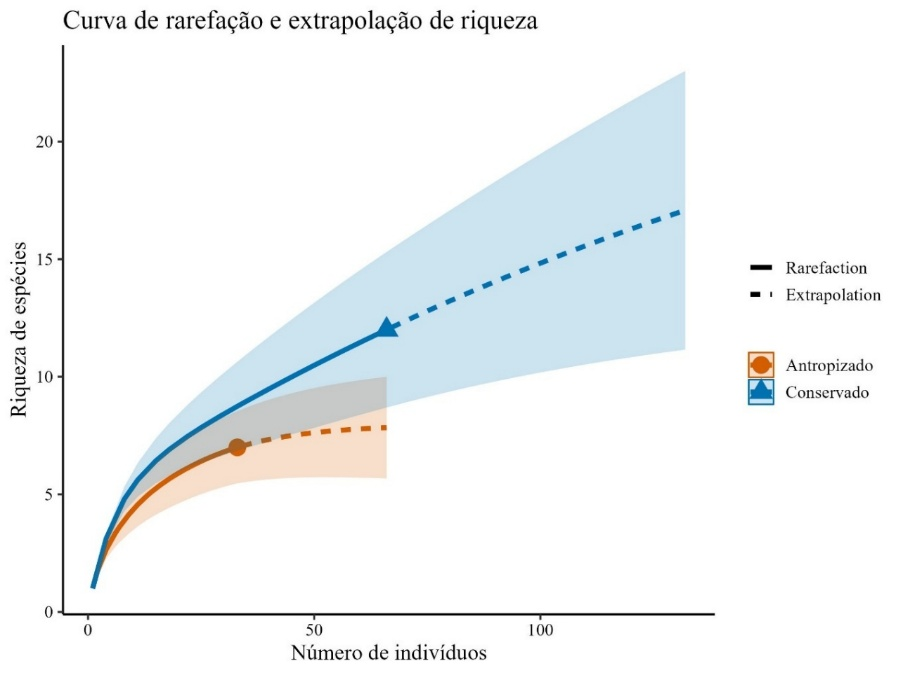 Curva de rarefação e extrapolação de riqueza
Riqueza de espécies
20
15
10
5
0
0
50
100
Número de indivíduos
Rarefaction
Extrapolation
Antropizado
Conservado